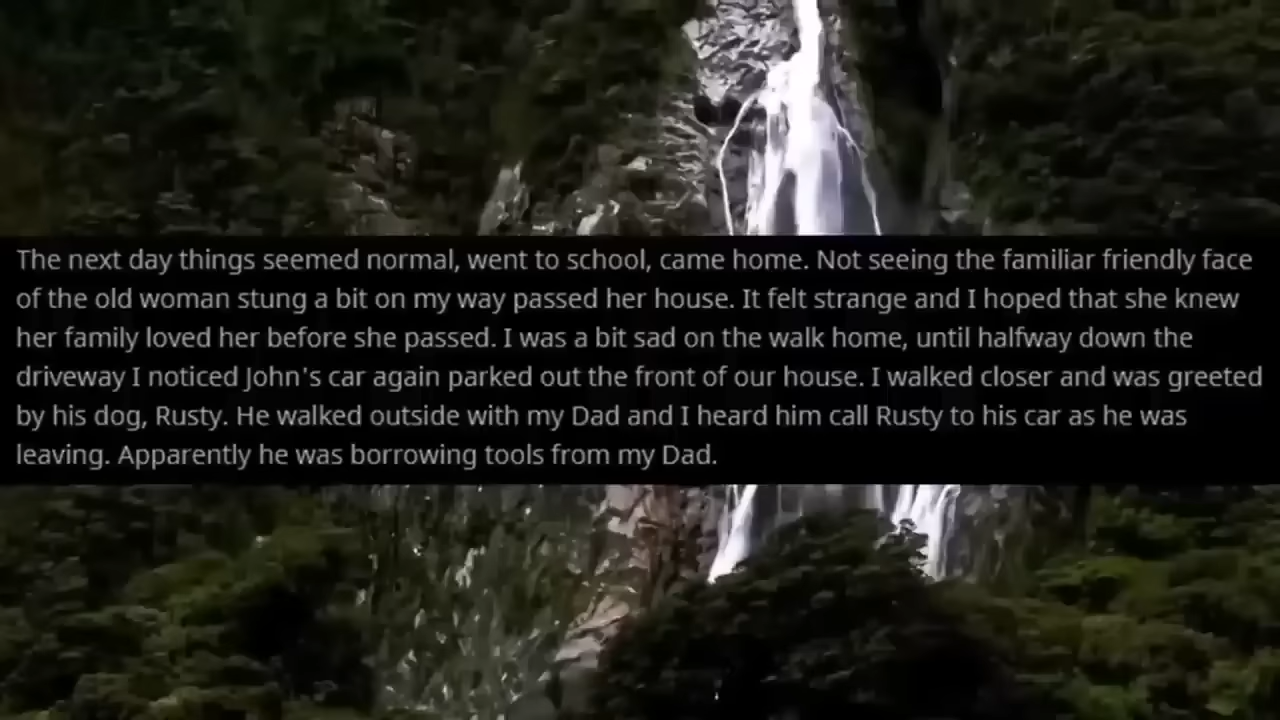 The next day things seemed normal, went to school, came home. Not seeing the familiar friendly face
of the old woman stung a bit on my way passed her house. It felt strange and I hoped that she knew
her family loved her before she passed. I was a bit sad on the walk home, until halfway down the
driveway I noticed John's car again parked out the front of our house. I walked closer and was greeted
by his dog, Rusty. He walked outside with my Dad and I heard him call Rusty to his car as he was
leaving. Apparently he was borrowing tools from my Dad.